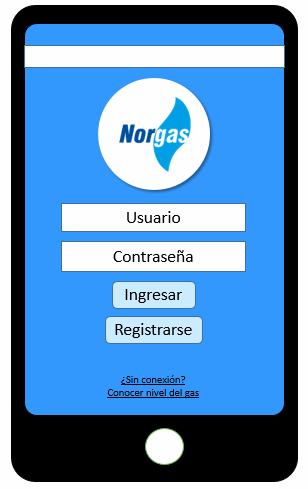 Norgas
Usuario
Contraseña
Ingresar
Registrarse
¿Sin conexión?
Conocer nivel del gas